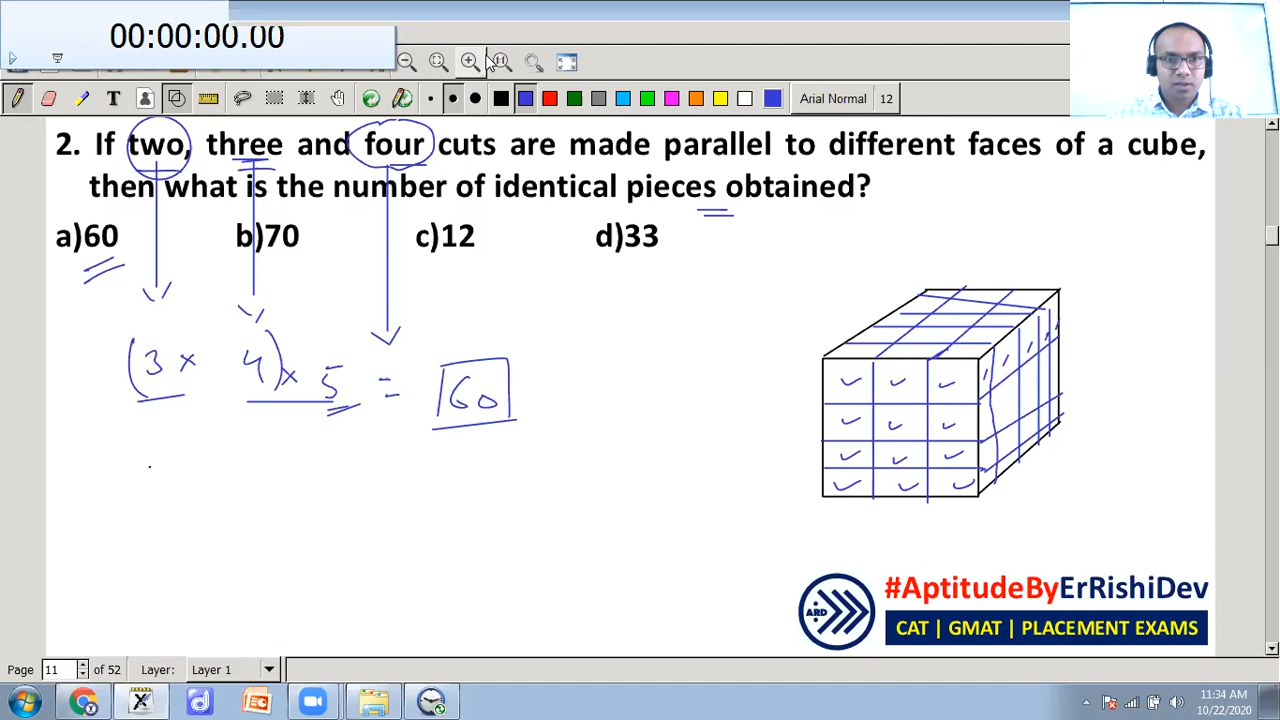 00:00:00.00
Arial Normal 12
2. If two, three and four cuts are made parallel to different faces of a cube,
then what is the number of identical pieces obtained?
a)60 b)70 c)12 d)33
(3 × 4) × 5 = 60
ARD
#AptitudeByErRishiDev
CAT | GMAT | PLACEMENT EXAMS
Page 11 of 52 Layer: Layer 1
11:34 AM
10/22/2020